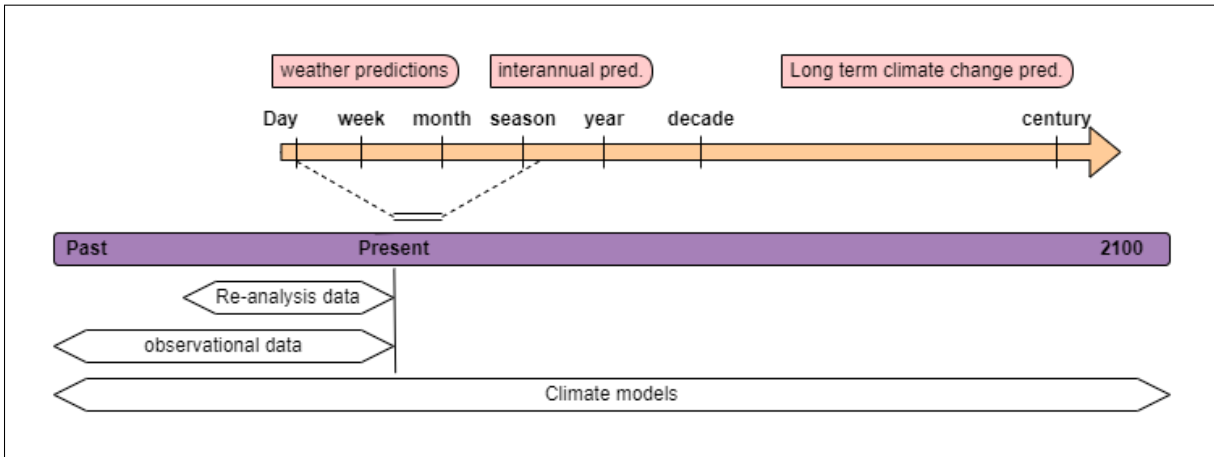 weather predictions interannual pred. Long term climate change pred.
Day week month season year decade century
Past Present 2100
Re-analysis data
observational data
Climate models